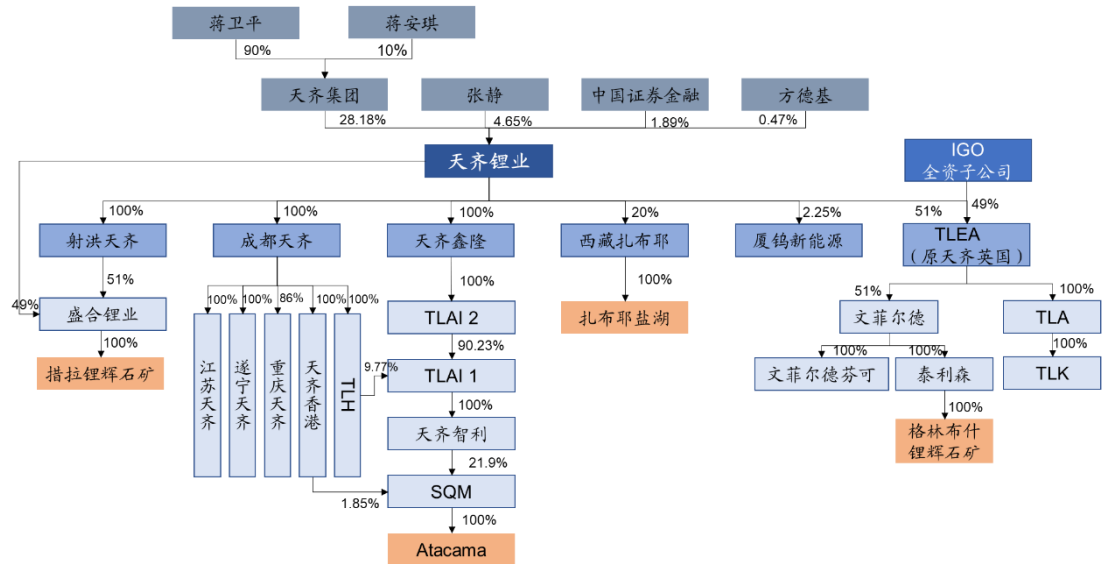 蒋卫平
蒋安琪
90%
10%
天齐集团
张静
中国证券金融
方德基
28.18%
4.65%
1.89%
0.47%
天齐锂业
IGO
全资子公司
100%
100%
100%
20%
2.25%
51%
49%
射洪天齐
成都天齐
天齐鑫隆
西藏扎布耶
厦钨新能源
TLEA
（原天齐英国）
51%
100%
100%
51%
100%
49%
盛合锂业
100%
100%
86%
100%
100%
TLAI 2
扎布耶盐湖
文菲尔德
TLA
100%
90.23%
100%
100%
100%
措拉锂辉石矿
江苏天齐
遂宁天齐
重庆天齐
天齐香港
TLH
9.77%
TLAI 1
文菲尔德芬可
泰利森
TLK
100%
100%
天齐智利
格林布什
锂辉石矿
21.9%
SQM
1.85%
100%
Atacama